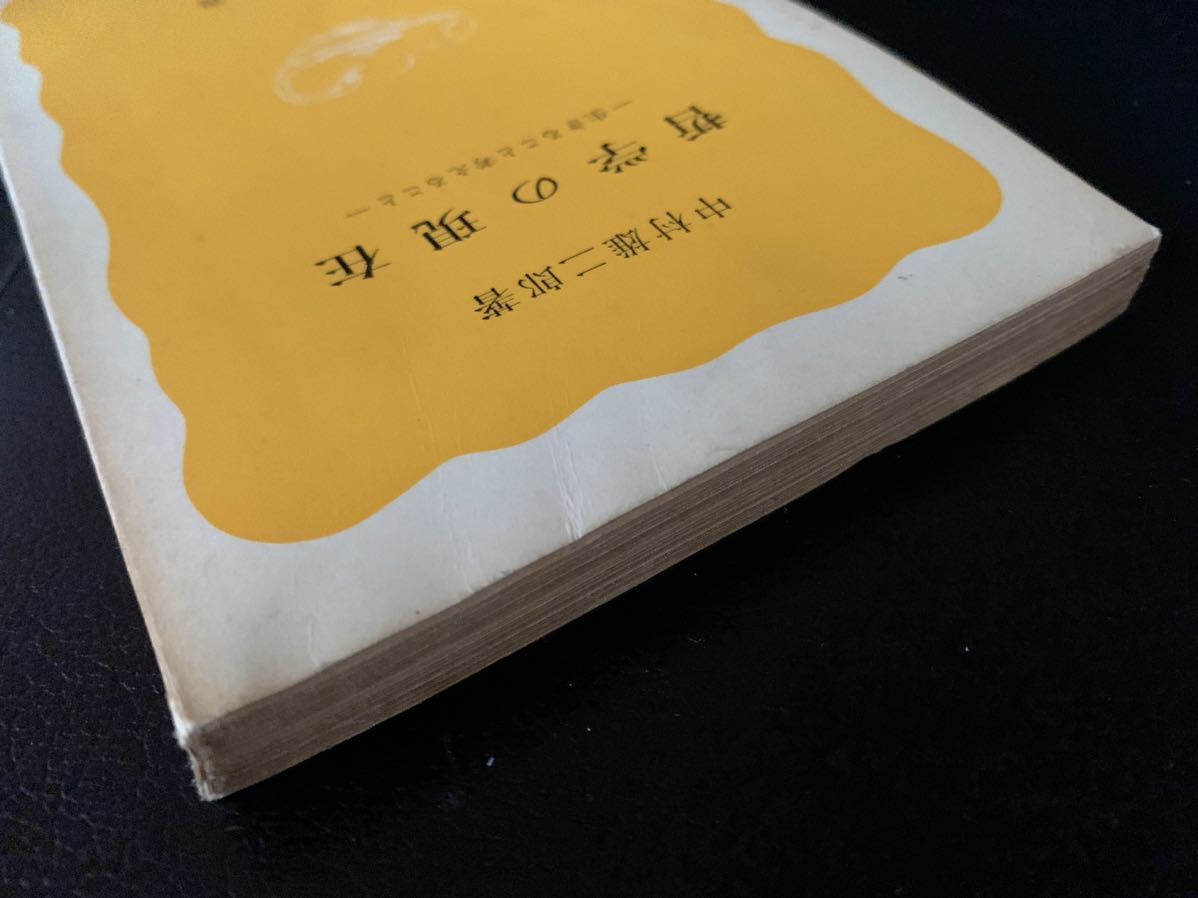 哲学の現在
—生きること考えること—
中村雄二郎著